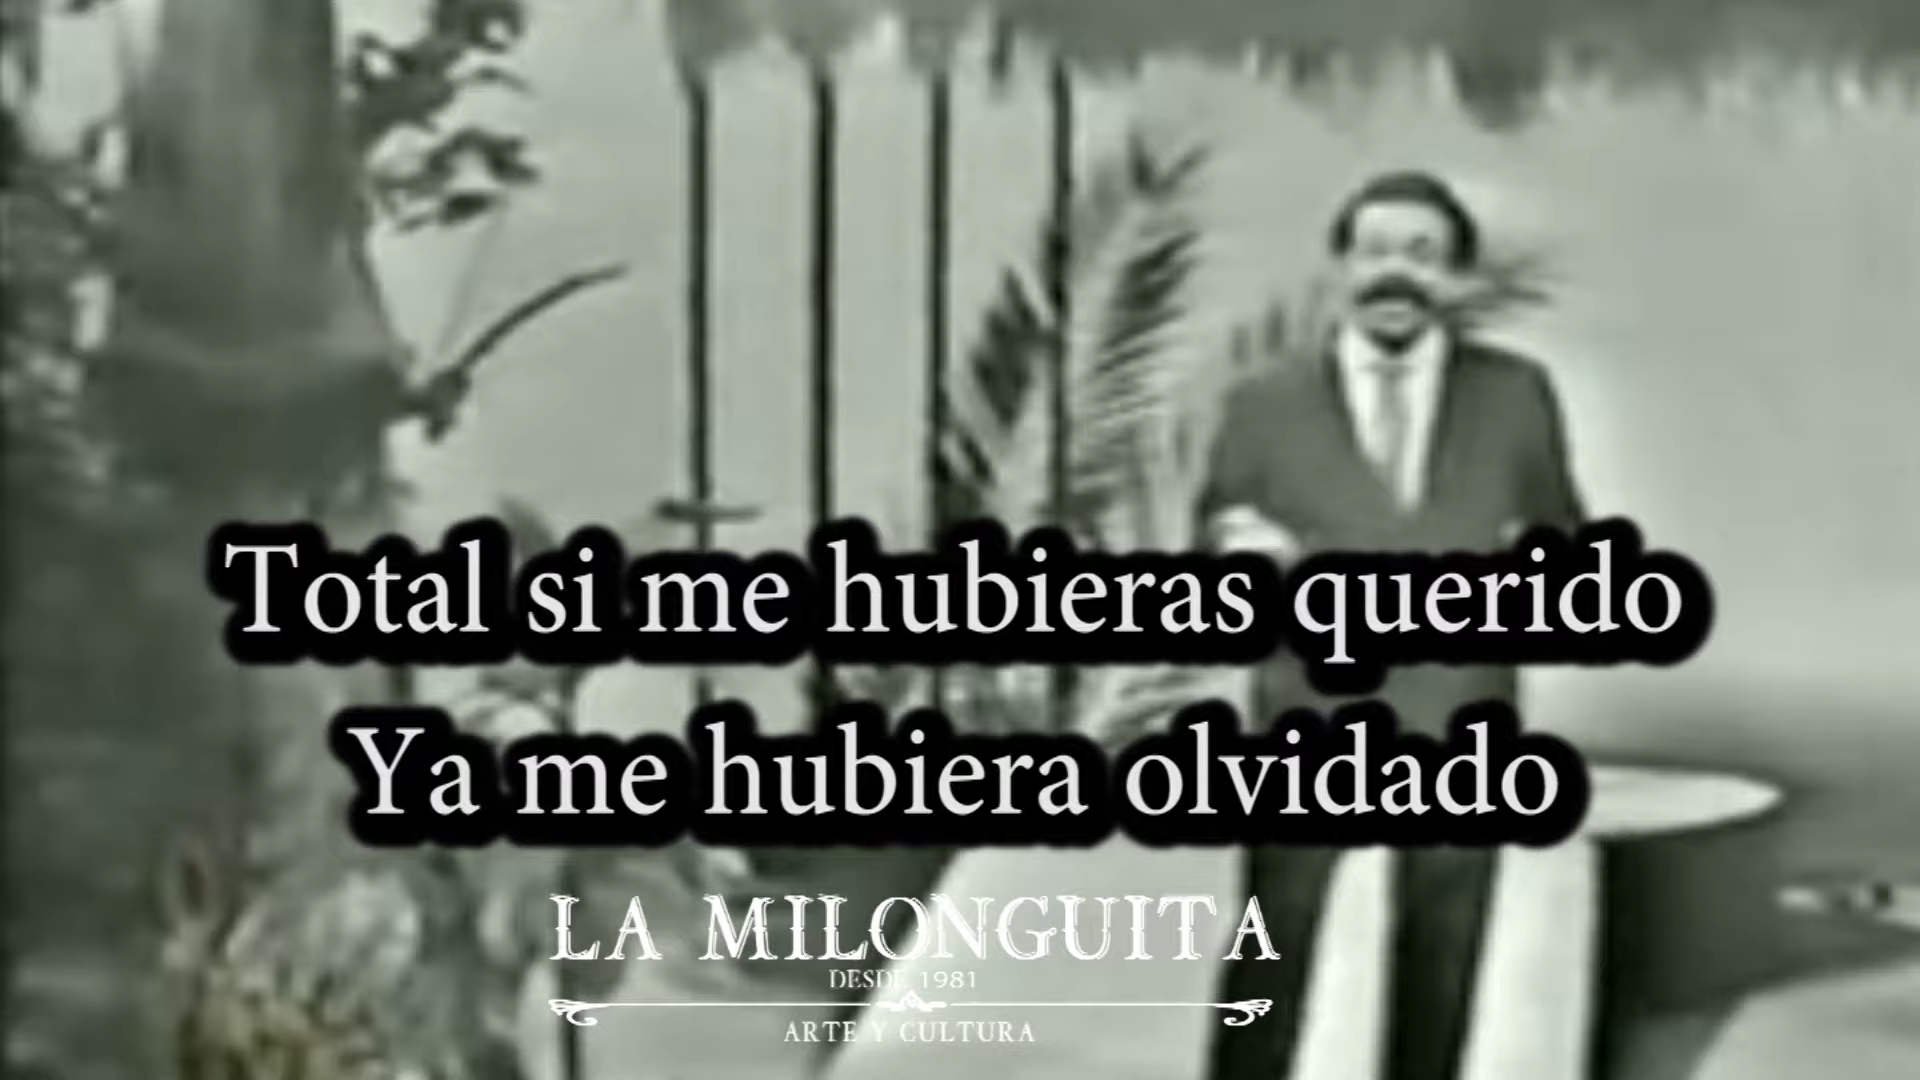 Total si me hubieras querido
Ya me hubiera olvidado
LA MILONGUITA
DESDE 1981
ARTE Y CULTURA